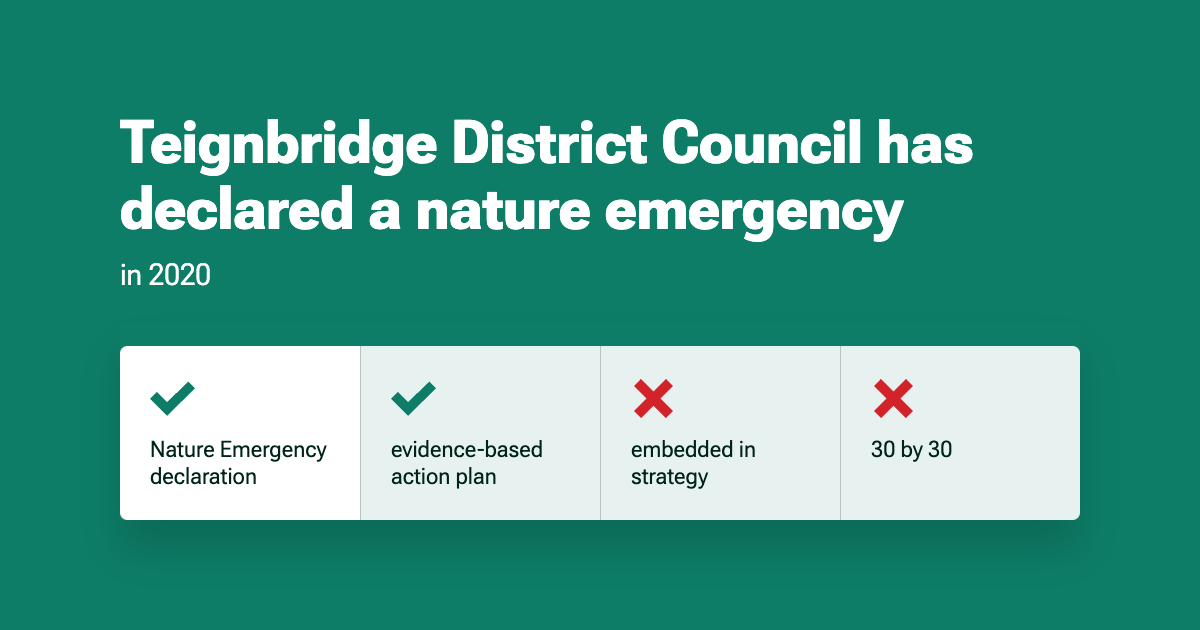 Teignbridge District Council has
declared a nature emergency
in 2020
Nature Emergency
declaration
evidence-based
action plan
embedded in
strategy
30 by 30